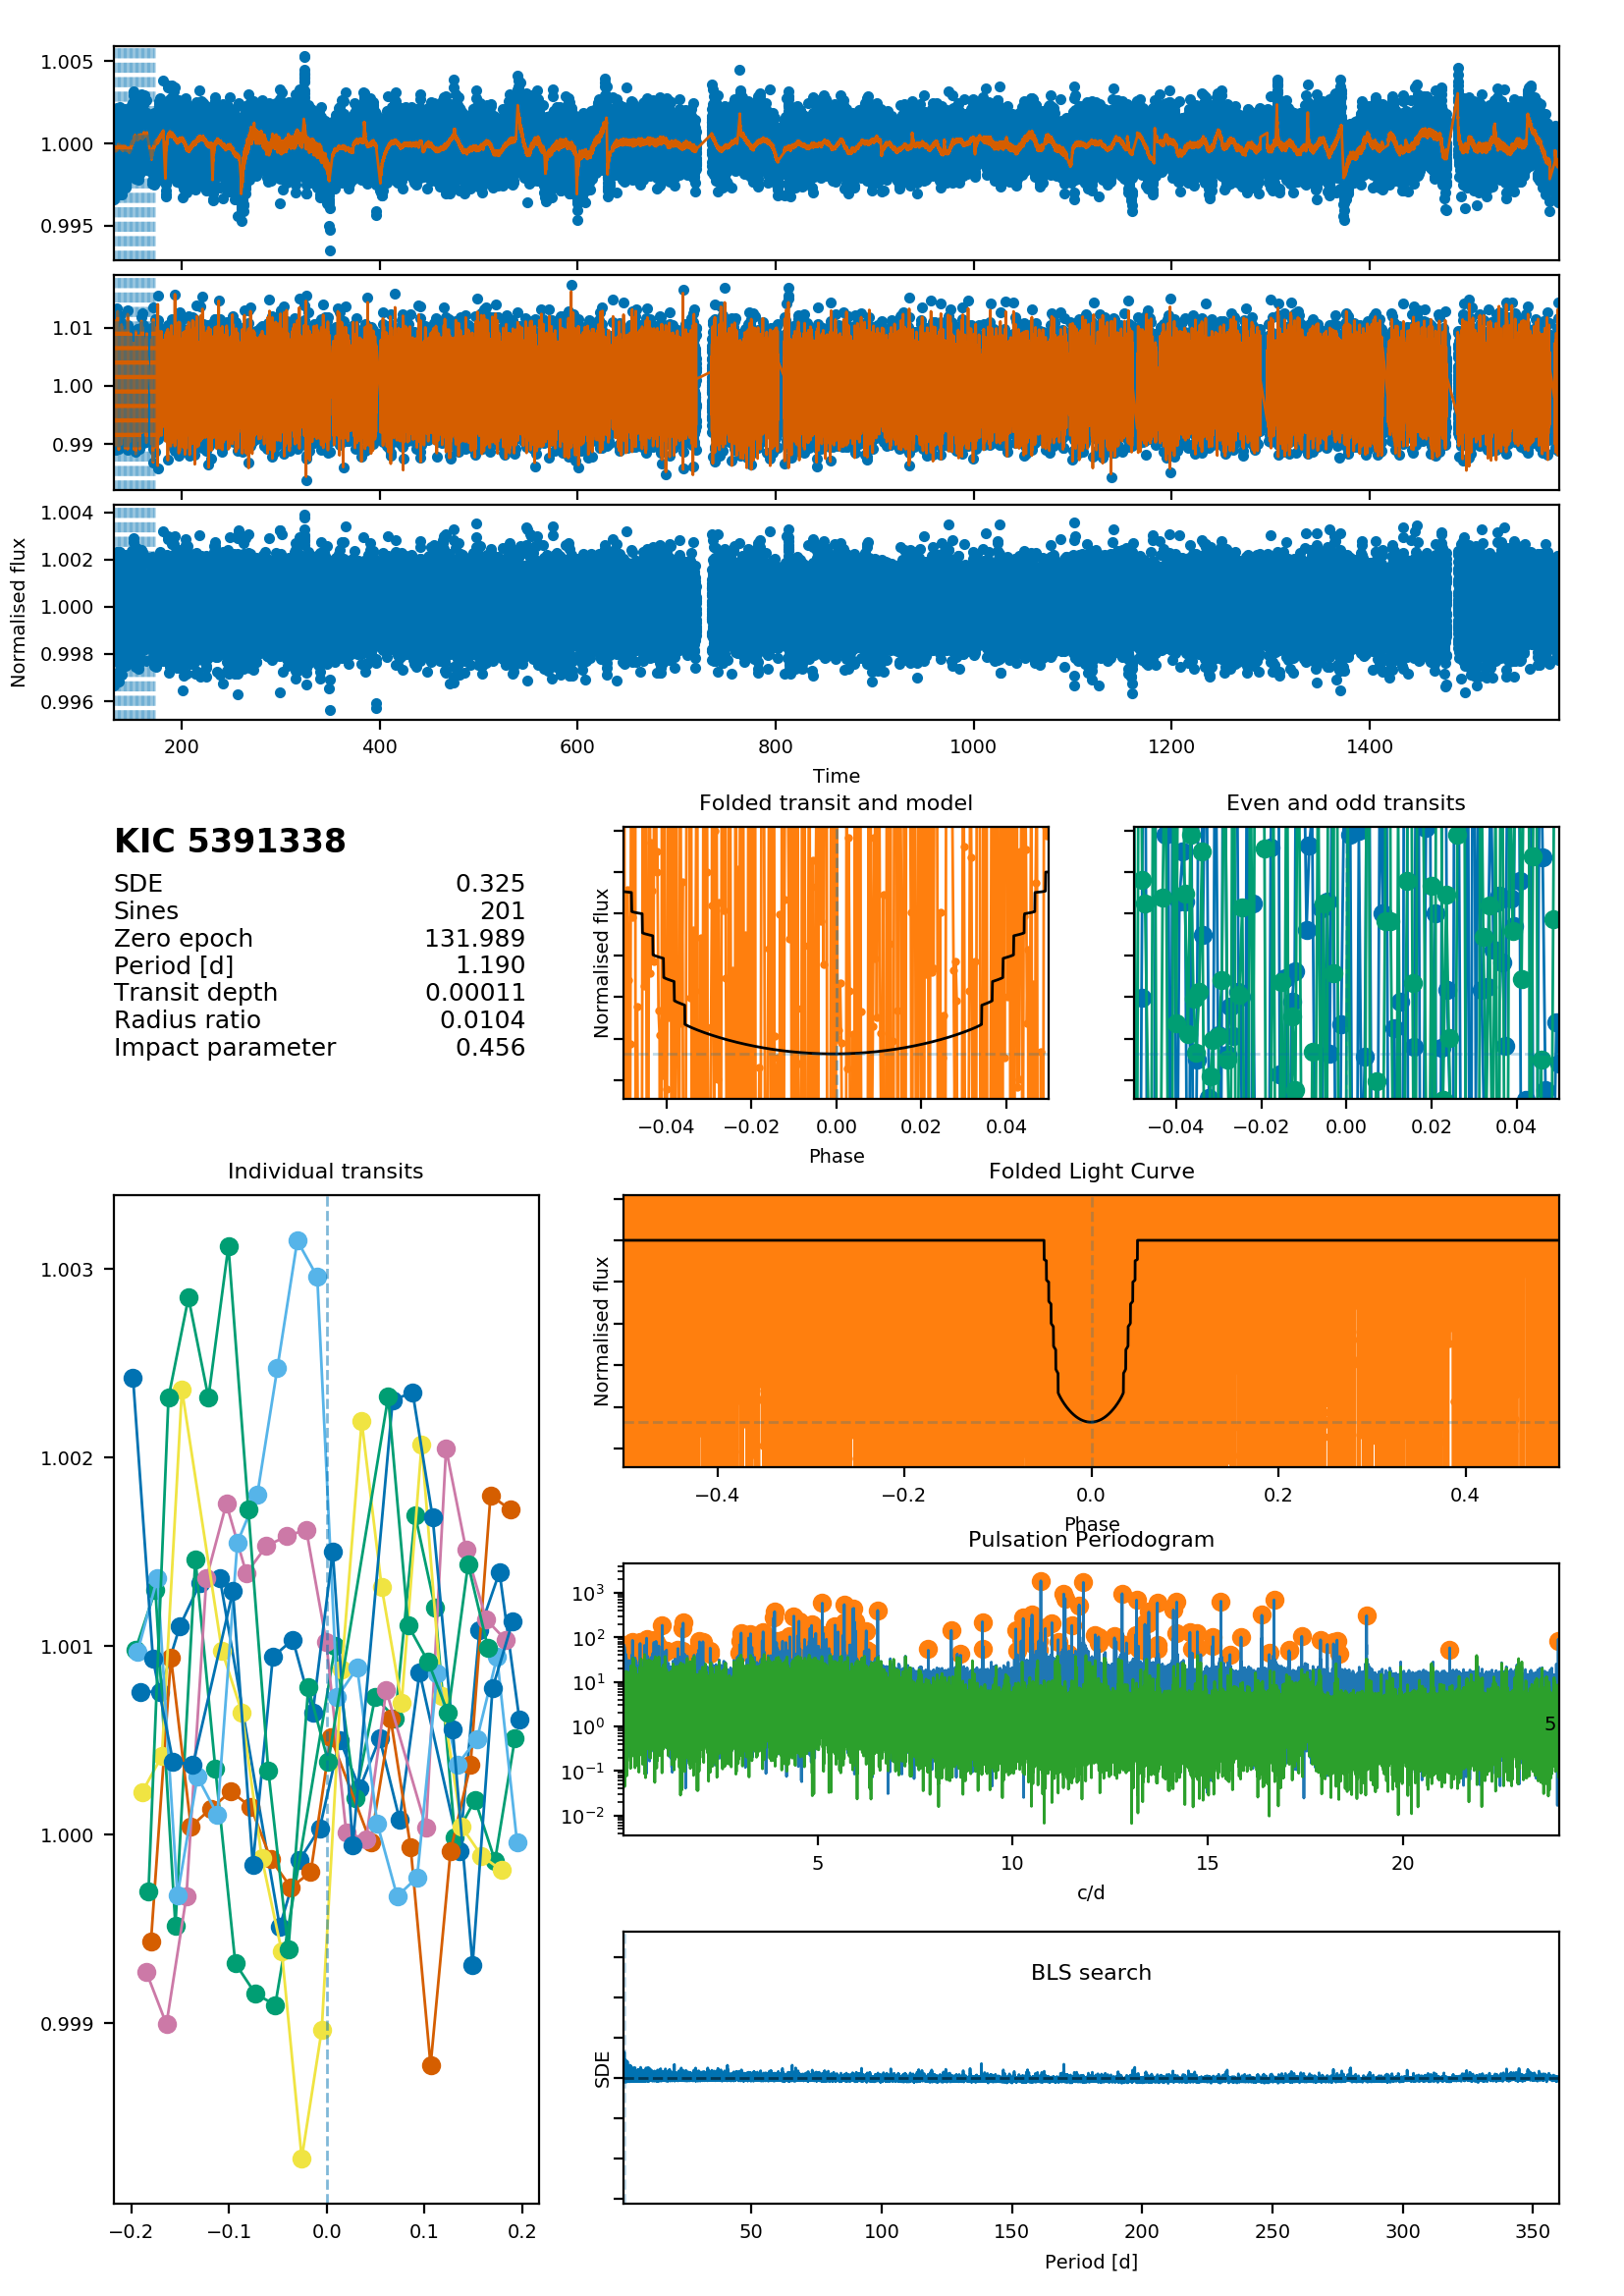 1.005
1.000
0.995
1.01
1.00
0.99
1.004
1.002
1.000
0.998
0.996
Normalised flux
200 400 600 800 1000 1200 1400
Time
KIC 5391338
SDE 0.325
Sines 201
Zero epoch 131.989
Period [d] 1.190
Transit depth 0.00011
Radius ratio 0.0104
Impact parameter 0.456
Folded transit and model
Normalised flux
−0.04 −0.02 0.00 0.02 0.04
Phase
Even and odd transits
−0.04 −0.02 0.00 0.02 0.04
Individual transits
1.003
1.002
1.001
1.000
0.999
−0.2 −0.1 0.0 0.1 0.2
Folded Light Curve
Normalised flux
−0.4 −0.2 0.0 0.2 0.4
Phase
Pulsation Periodogram
10³
10²
10¹
10⁰
10⁻¹
10⁻²
5
5 10 15 20
c/d
BLS search
SDE
50 100 150 200 250 300 350
Period [d]